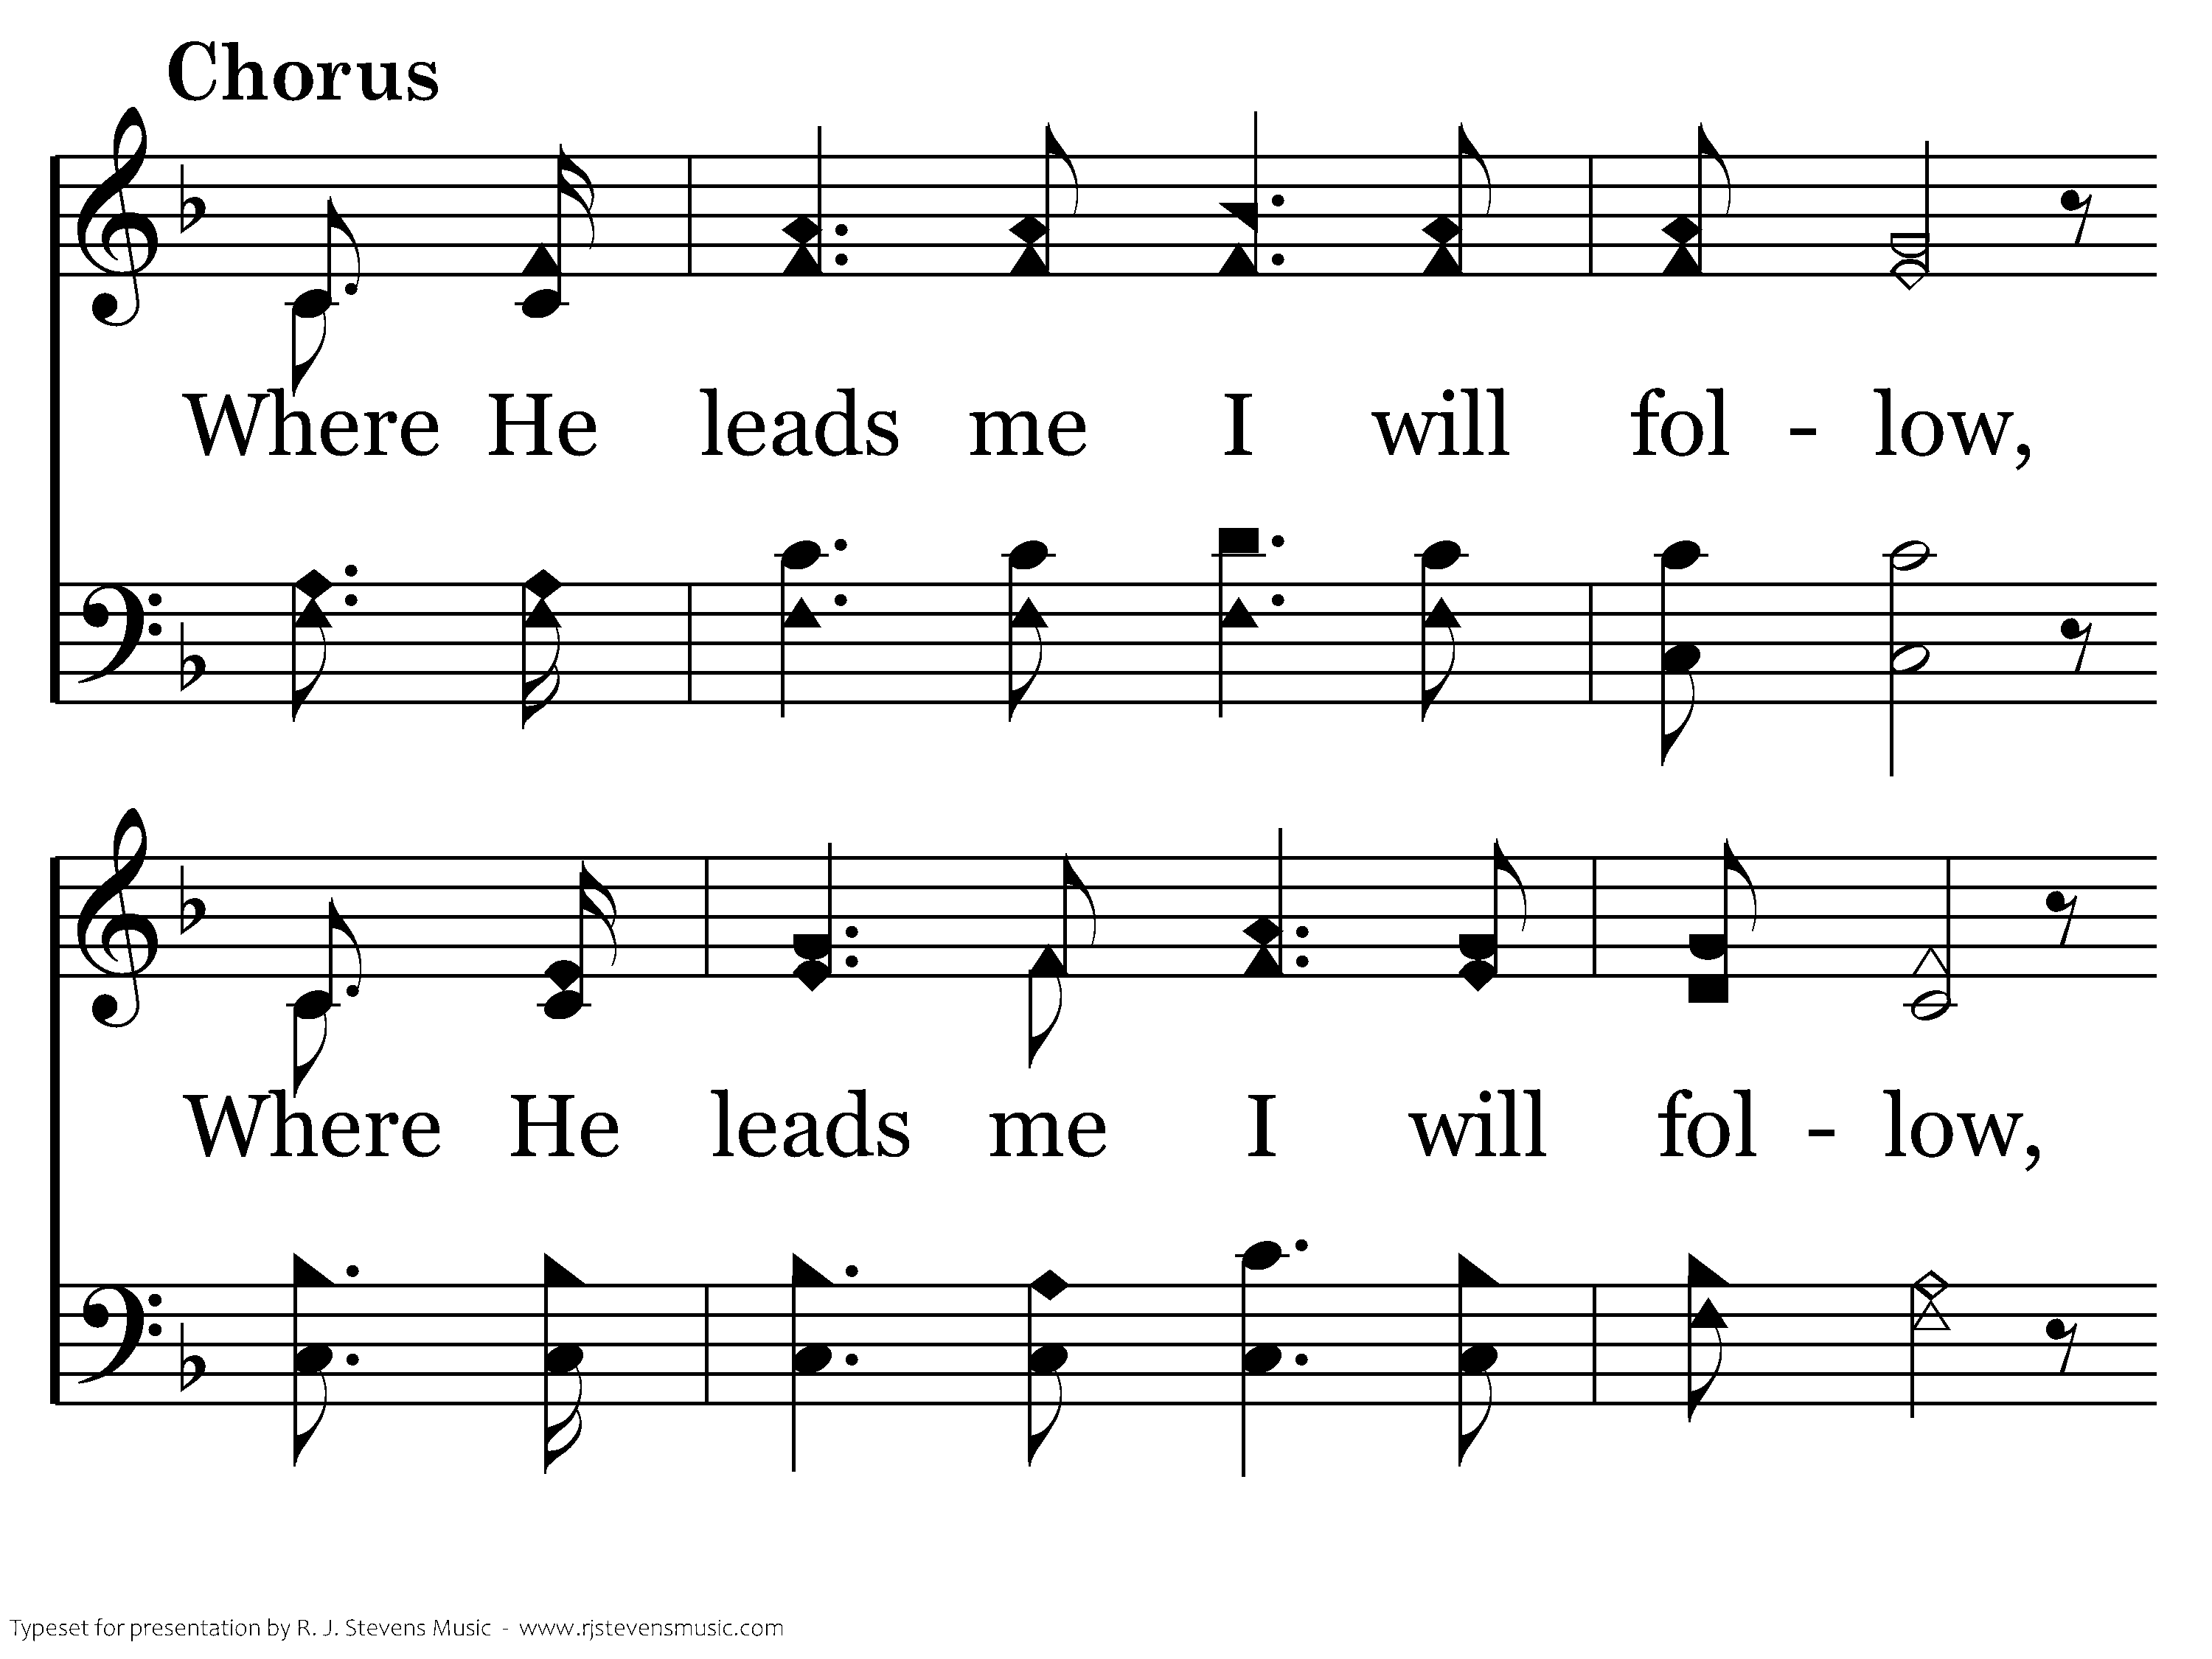 Chorus
Where He leads me I will fol - low,
Where He leads me I will fol - low,
Typeset for presentation by R. J. Stevens Music - www.rjstevensmusic.com